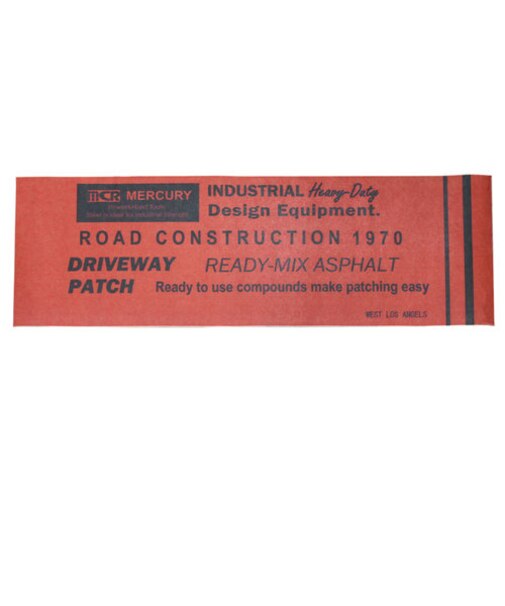 MCR MERCURY
INDUSTRIAL Heavy-Duty
Design Equipment.
ROAD CONSTRUCTION 1970
DRIVEWAY
PATCH
READY-MIX ASPHALT
Ready to use compounds make patching easy
WEST LOS ANGELS